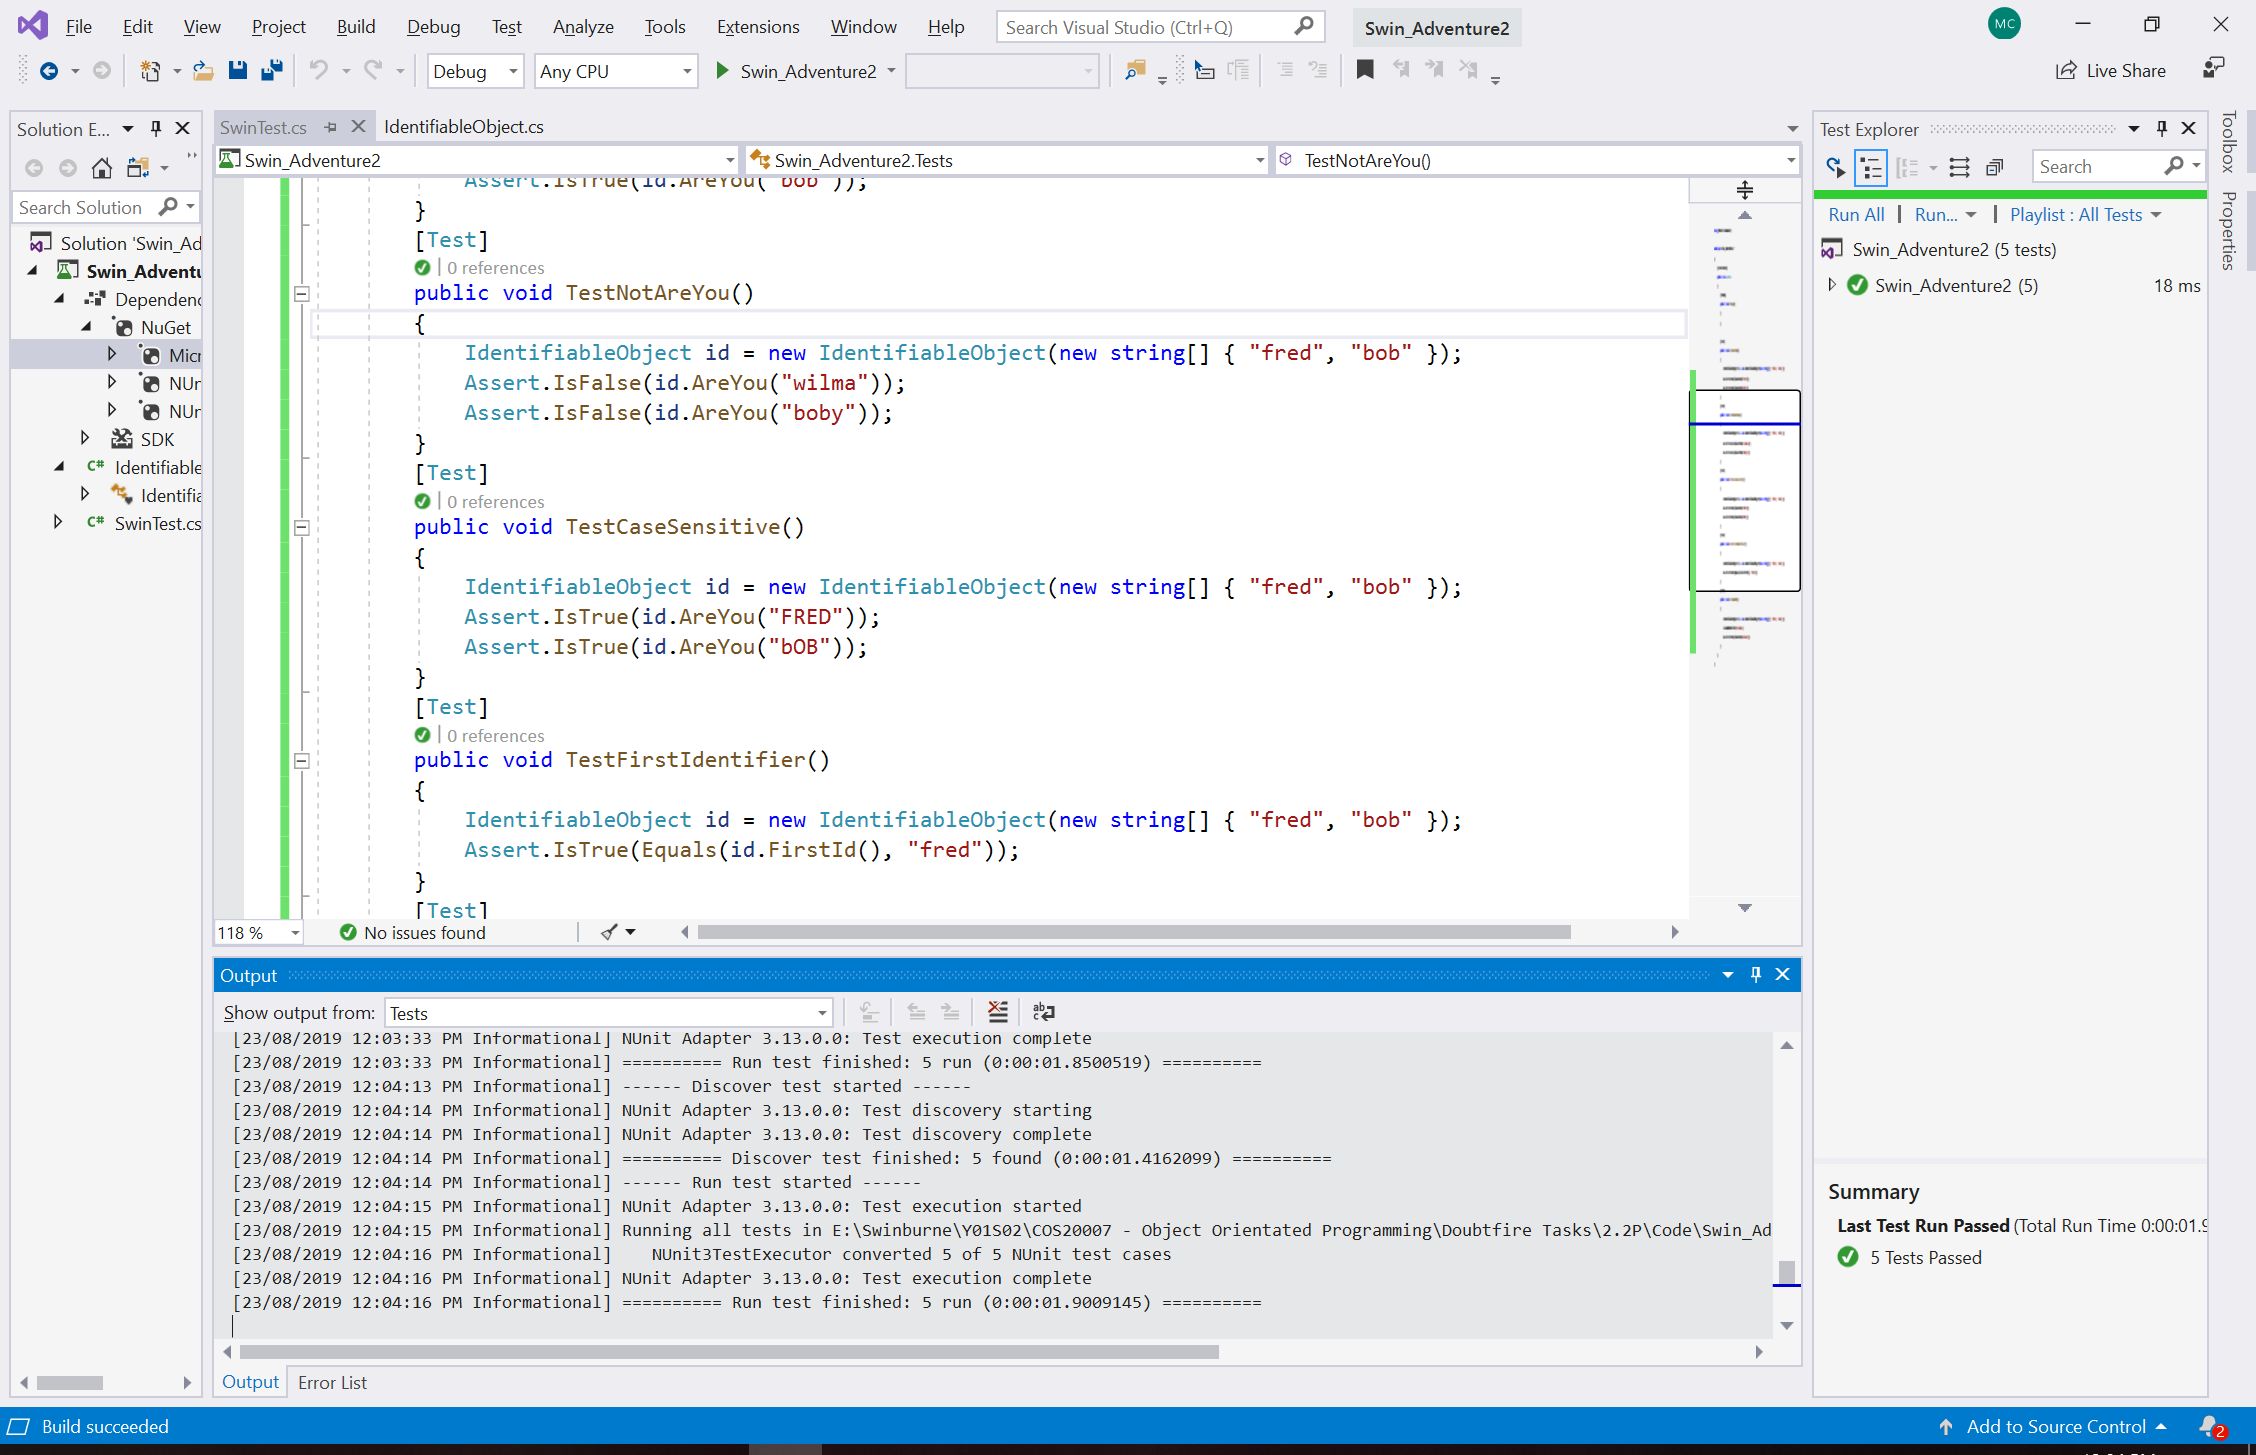 File Edit View Project Build Debug Test Analyze Tools Extensions Window Help Search Visual Studio (Ctrl+Q) Swin_Adventure2 MC
Debug Any CPU Swin_Adventure2 Live Share
Solution E...
Search Solution
Solution 'Swin_Ad
Swin_Adventu
Dependenc
NuGet
Micr
NUr
NUr
SDK
Identifiable
Identifia
SwinTest.cs
SwinTest.cs IdentifiableObject.cs
Swin_Adventure2 Swin_Adventure2.Tests TestNotAreYou()
Assert.IsTrue(id.AreYou("bob"));
}
[Test]
0 references
public void TestNotAreYou()
{
IdentifiableObject id = new IdentifiableObject(new string[] { "fred", "bob" });
Assert.IsFalse(id.AreYou("wilma"));
Assert.IsFalse(id.AreYou("boby"));
}
[Test]
0 references
public void TestCaseSensitive()
{
IdentifiableObject id = new IdentifiableObject(new string[] { "fred", "bob" });
Assert.IsTrue(id.AreYou("FRED"));
Assert.IsTrue(id.AreYou("bOB"));
}
[Test]
0 references
public void TestFirstIdentifier()
{
IdentifiableObject id = new IdentifiableObject(new string[] { "fred", "bob" });
Assert.IsTrue(Equals(id.FirstId(), "fred"));
}
[Test]
118 % No issues found
Output
Show output from: Tests
[23/08/2019 12:03:33 PM Informational] NUnit Adapter 3.13.0.0: Test execution complete
[23/08/2019 12:03:33 PM Informational] ========== Run test finished: 5 run (0:00:01.8500519) ==========
[23/08/2019 12:04:13 PM Informational] ------ Discover test started ------
[23/08/2019 12:04:14 PM Informational] NUnit Adapter 3.13.0.0: Test discovery starting
[23/08/2019 12:04:14 PM Informational] NUnit Adapter 3.13.0.0: Test discovery complete
[23/08/2019 12:04:14 PM Informational] ========== Discover test finished: 5 found (0:00:01.4162099) ==========
[23/08/2019 12:04:14 PM Informational] ------ Run test started ------
[23/08/2019 12:04:15 PM Informational] NUnit Adapter 3.13.0.0: Test execution started
[23/08/2019 12:04:15 PM Informational] Running all tests in E:\Swinburne\Y01S02\COS20007 - Object Orientated Programming\Doubtfire Tasks\2.2P\Code\Swin_Ad
[23/08/2019 12:04:16 PM Informational] NUnit3TestExecutor converted 5 of 5 NUnit test cases
[23/08/2019 12:04:16 PM Informational] NUnit Adapter 3.13.0.0: Test execution complete
[23/08/2019 12:04:16 PM Informational] ========== Run test finished: 5 run (0:00:01.9009145) ==========
Output Error List
Test Explorer
Search
Run All Run... Playlist : All Tests
Swin_Adventure2 (5 tests)
Swin_Adventure2 (5) 18 ms
Summary
Last Test Run Passed (Total Run Time 0:00:01.9
5 Tests Passed
Toolbox
Properties
Build succeeded Add to Source Control 2